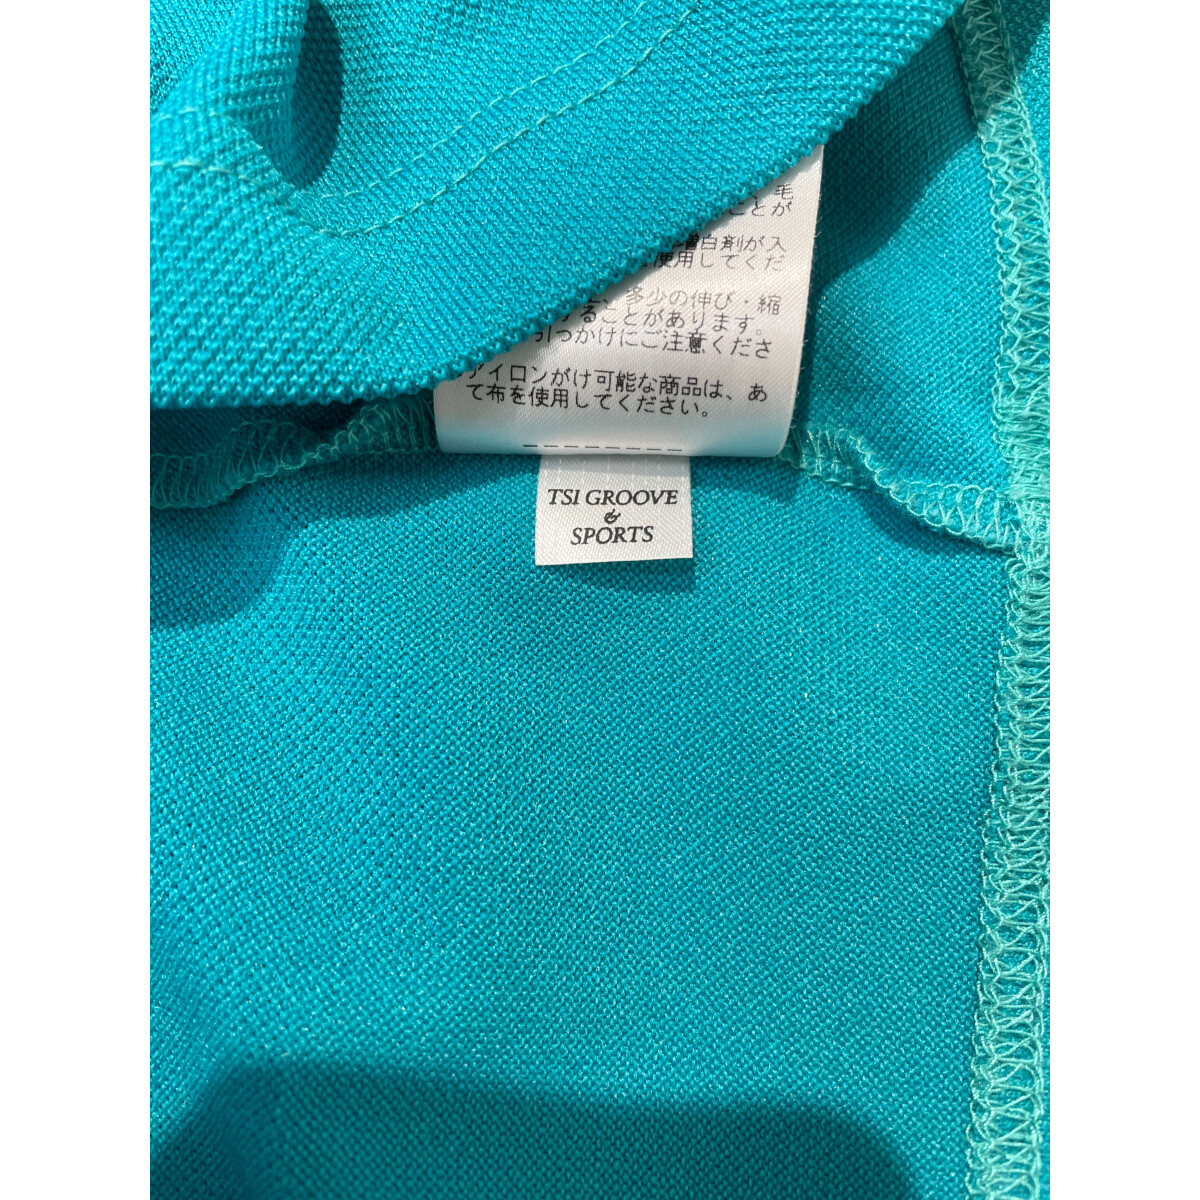 、毛
ことが
増白剤が入
使用してくだ
、多少の伸び・縮
することがあります。
引っかけにご注意くださ
アイロンがけ可能な商品は、あ
て布を使用してください。
TSI GROOVE
&
SPORTS